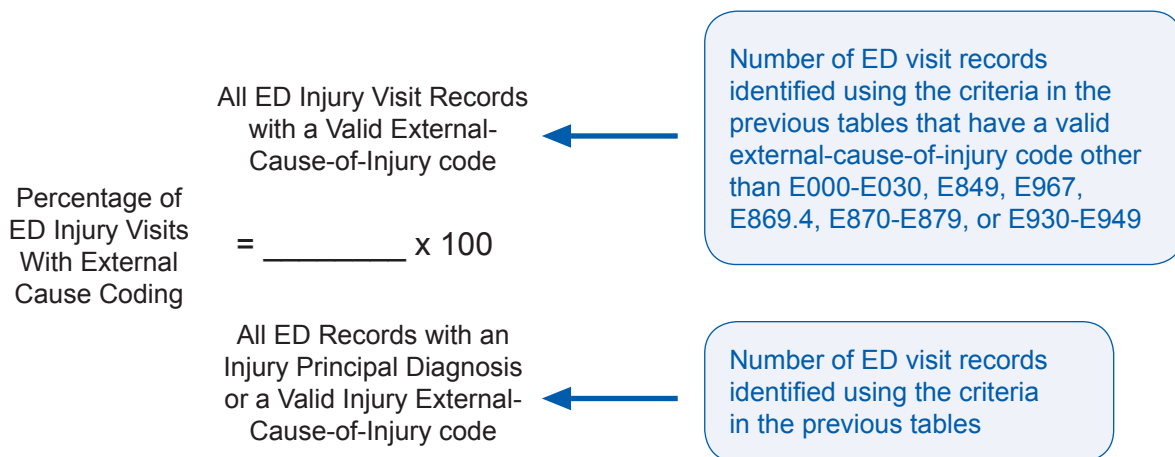 Percentage of
ED Injury Visits
With External
Cause Coding
All ED Injury Visit Records
with a Valid External-
Cause-of-Injury code
= ________ x 100
All ED Records with an
Injury Principal Diagnosis
or a Valid Injury External-
Cause-of-Injury code
Number of ED visit records
identified using the criteria in the
previous tables that have a valid
external-cause-of-injury code other
than E000-E030, E849, E967,
E869.4, E870-E879, or E930-E949
Number of ED visit records
identified using the criteria
in the previous tables